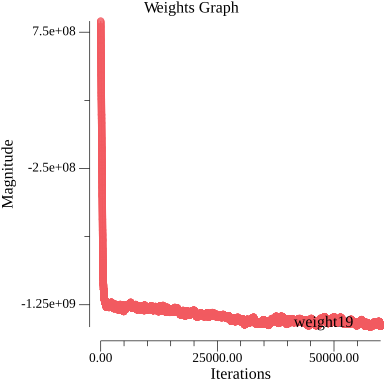 Weights Graph
7.5e+08
-2.5e+08
-1.25e+09
Magnitude
weight19
0.00 25000.00 50000.00
Iterations